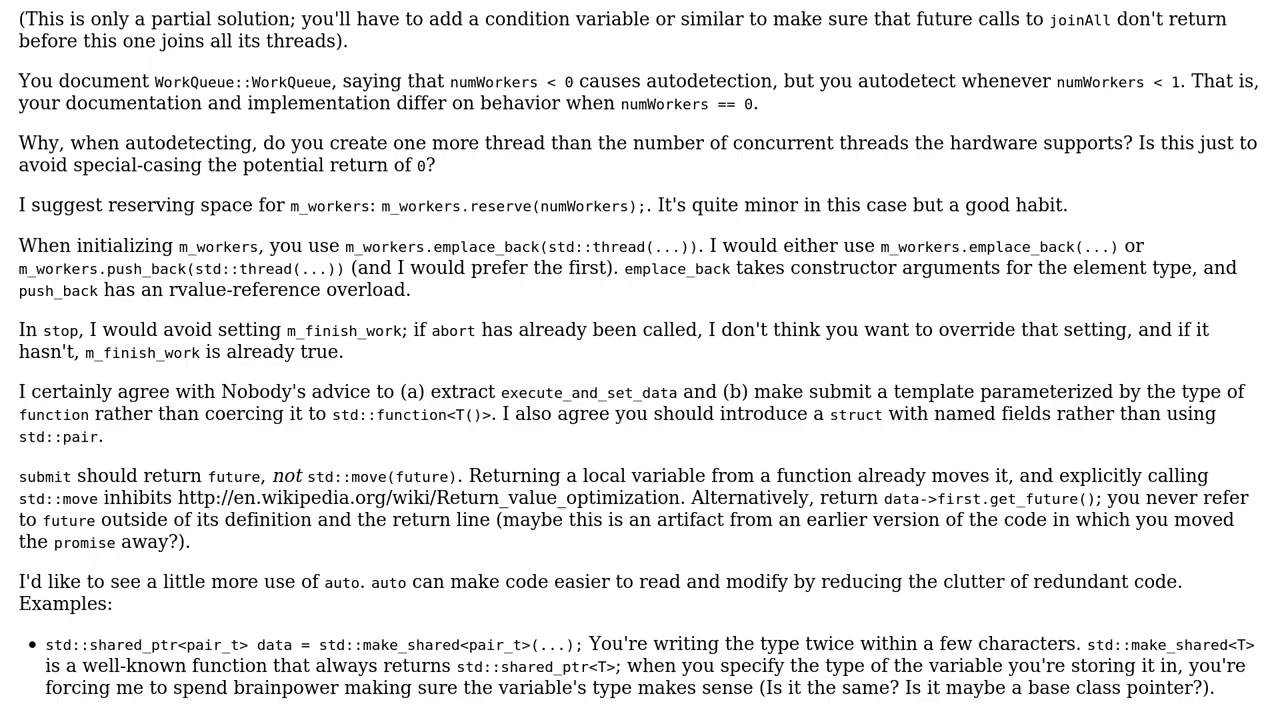 (This is only a partial solution; you'll have to add a condition variable or similar to make sure that future calls to joinAll don't return
before this one joins all its threads).
You document WorkQueue::WorkQueue, saying that numWorkers < 0 causes autodetection, but you autodetect whenever numWorkers < 1. That is,
your documentation and implementation differ on behavior when numWorkers == 0.
Why, when autodetecting, do you create one more thread than the number of concurrent threads the hardware supports? Is this just to
avoid special-casing the potential return of 0?
I suggest reserving space for m_workers: m_workers.reserve(numWorkers);. It's quite minor in this case but a good habit.
When initializing m_workers, you use m_workers.emplace_back(std::thread(...)). I would either use m_workers.emplace_back(...) or
m_workers.push_back(std::thread(...)) (and I would prefer the first). emplace_back takes constructor arguments for the element type, and
push_back has an rvalue-reference overload.
In stop, I would avoid setting m_finish_work; if abort has already been called, I don't think you want to override that setting, and if it
hasn't, m_finish_work is already true.
I certainly agree with Nobody's advice to (a) extract execute_and_set_data and (b) make submit a template parameterized by the type of
function rather than coercing it to std::function<T()>. I also agree you should introduce a struct with named fields rather than using
std::pair.
submit should return future, not std::move(future). Returning a local variable from a function already moves it, and explicitly calling
std::move inhibits http://en.wikipedia.org/wiki/Return_value_optimization. Alternatively, return data->first.get_future(); you never refer
to future outside of its definition and the return line (maybe this is an artifact from an earlier version of the code in which you moved
the promise away?).
I'd like to see a little more use of auto. auto can make code easier to read and modify by reducing the clutter of redundant code.
Examples:
• std::shared_ptr<pair_t> data = std::make_shared<pair_t>(...); You're writing the type twice within a few characters. std::make_shared<T>
is a well-known function that always returns std::shared_ptr<T>; when you specify the type of the variable you're storing it in, you're
forcing me to spend brainpower making sure the variable's type makes sense (Is it the same? Is it maybe a base class pointer?).